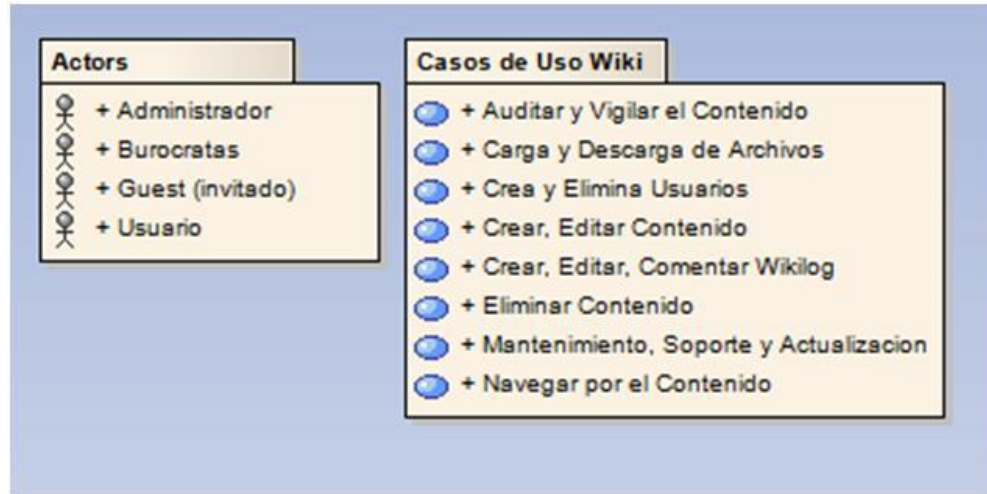 Actors
+ Administrador
+ Burocratas
+ Guest (invitado)
+ Usuario
Casos de Uso Wiki
+ Auditar y Vigilar el Contenido
+ Carga y Descarga de Archivos
+ Crea y Elimina Usuarios
+ Crear, Editar Contenido
+ Crear, Editar, Comentar Wikilog
+ Eliminar Contenido
+ Mantenimiento, Soporte y Actualizacion
+ Navegar por el Contenido